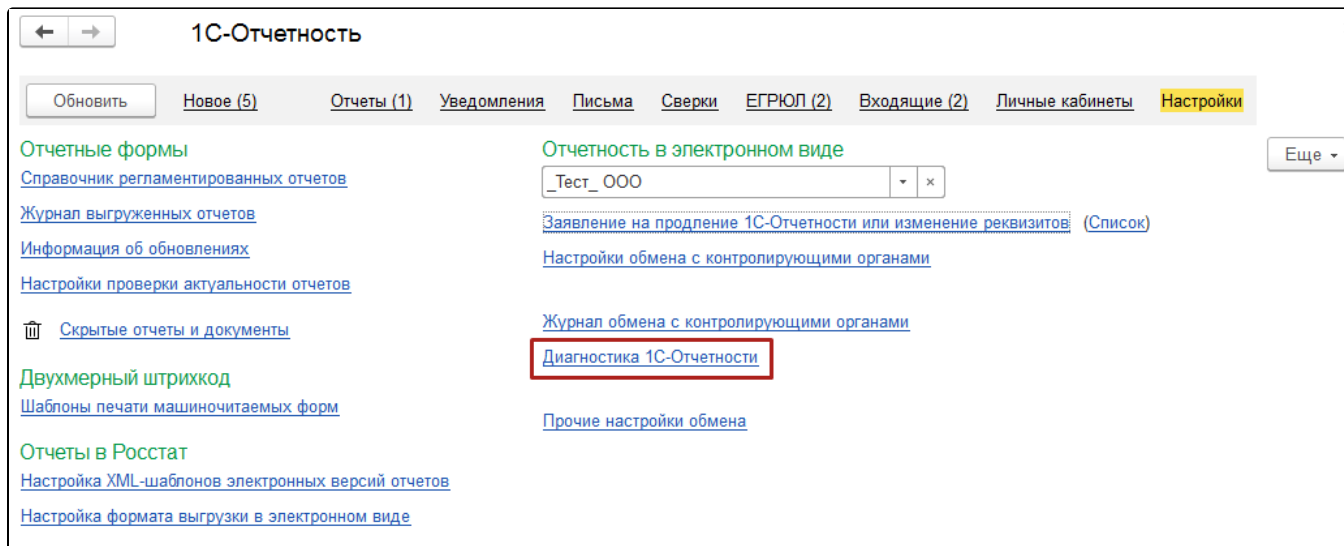 1С-Отчетность
Обновить Новое (5) Отчеты (1) Уведомления Письма Сверки ЕГРЮЛ (2) Входящие (2) Личные кабинеты Настройки
Отчетные формы
Справочник регламентированных отчетов
Журнал выгруженных отчетов
Информация об обновлениях
Настройки проверки актуальности отчетов
Скрытые отчеты и документы
Двухмерный штрихкод
Шаблоны печати машиночитаемых форм
Отчеты в Росстат
Настройка XML-шаблонов электронных версий отчетов
Настройка формата выгрузки в электронном виде
Отчетность в электронном виде
_Тест_ ООО
Заявление на продление 1С-Отчетности или изменение реквизитов (Список)
Настройки обмена с контролирующими органами
Журнал обмена с контролирующими органами
Диагностика 1С-Отчетности
Прочие настройки обмена
Еще